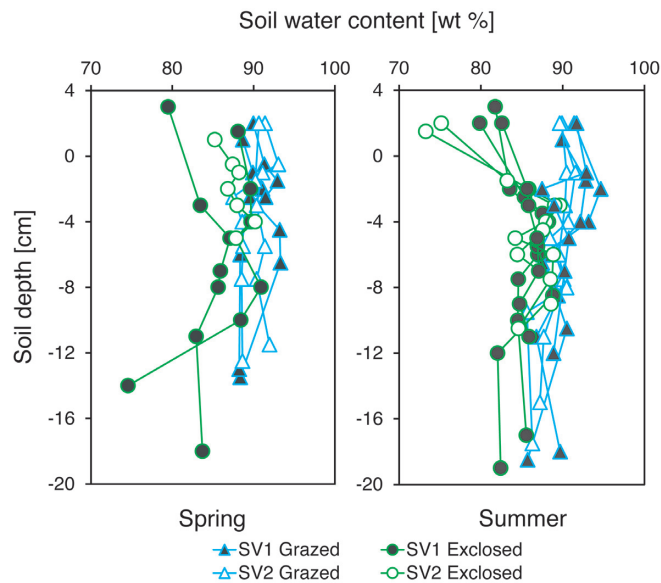 Soil water content [wt %]
70 80 90 100 70 80 90 100
4 4
0 0
-4 -4
-8 -8
-12 -12
-16 -16
-20 -20
Soil depth [cm]
Spring Summer
SV1 Grazed SV1 Exclosed
SV2 Grazed SV2 Exclosed